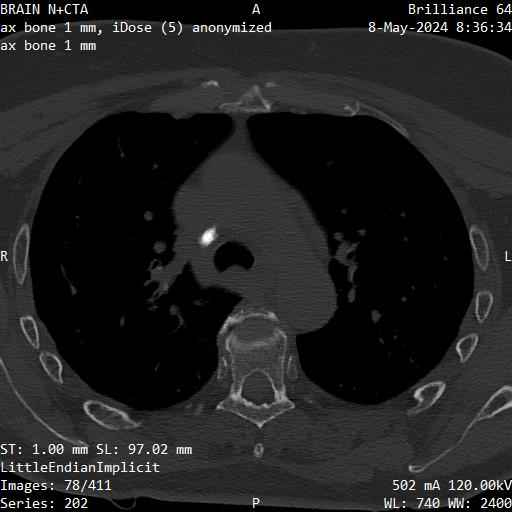 BRAIN N+CTA
A
Brilliance 64
ax bone 1 mm, iDose (5) anonymized
8-May-2024 8:36:34
ax bone 1 mm
R
L
ST: 1.00 mm SL: 97.02 mm
LittleEndianImplicit
Images: 78/411
502 mA 120.00kV
Series: 202
P
WL: 740 WW: 2400